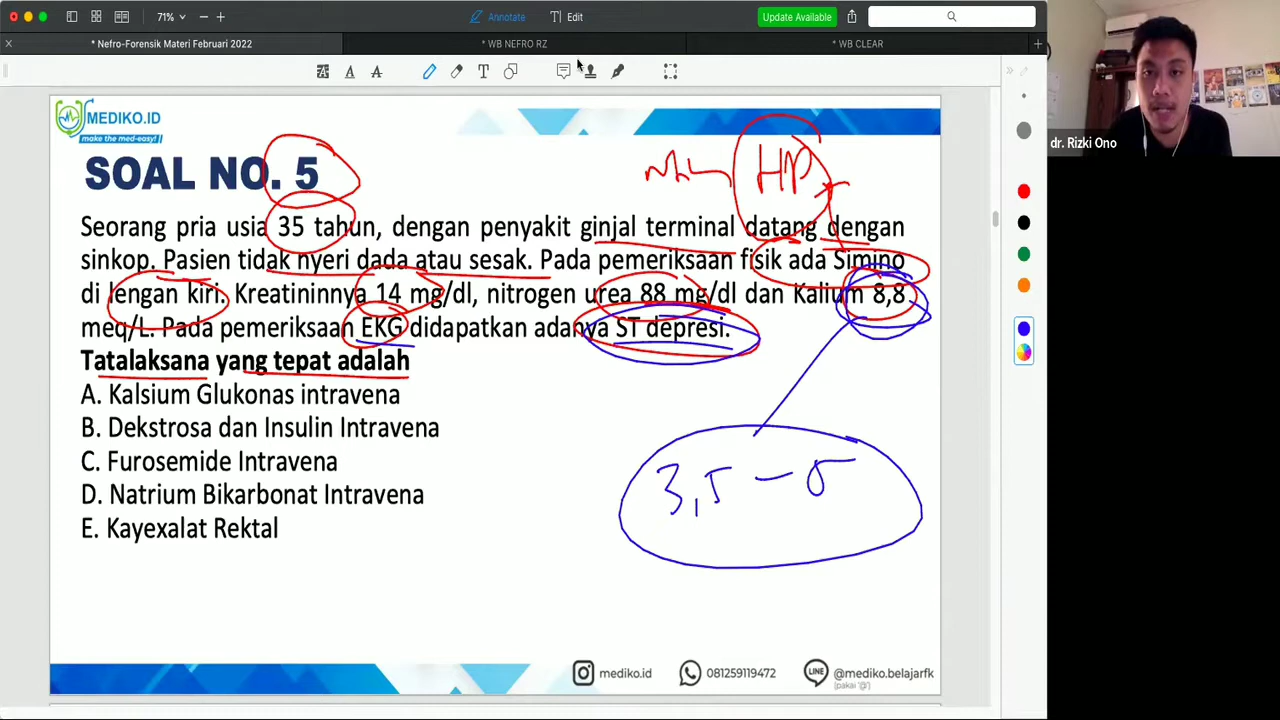 71%
Annotate
Edit
Update Available
* Nefro-Forensik Materi Februari 2022
* WB NEFRO RZ
* WB CLEAR
MEDIKO.ID
make the med-easy!
dr. Rizki Ono
SOAL NO. 5
HP
Seorang pria usia 35 tahun, dengan penyakit ginjal terminal datang dengan
sinkop. Pasien tidak nyeri dada atau sesak. Pada pemeriksaan fisik ada Simino
di lengan kiri. Kreatininnya 14 mg/dl, nitrogen urea 88 mg/dl dan Kalium 8,8
meq/L. Pada pemeriksaan EKG didapatkan adanya ST depresi.
Tatalaksana yang tepat adalah
A. Kalsium Glukonas intravena
B. Dekstrosa dan Insulin Intravena
C. Furosemide Intravena
3,5 - 5
D. Natrium Bikarbonat Intravena
E. Kayexalat Rektal
mediko.id
081259119472
LINE
@mediko.belajarfk
(pakai '@')